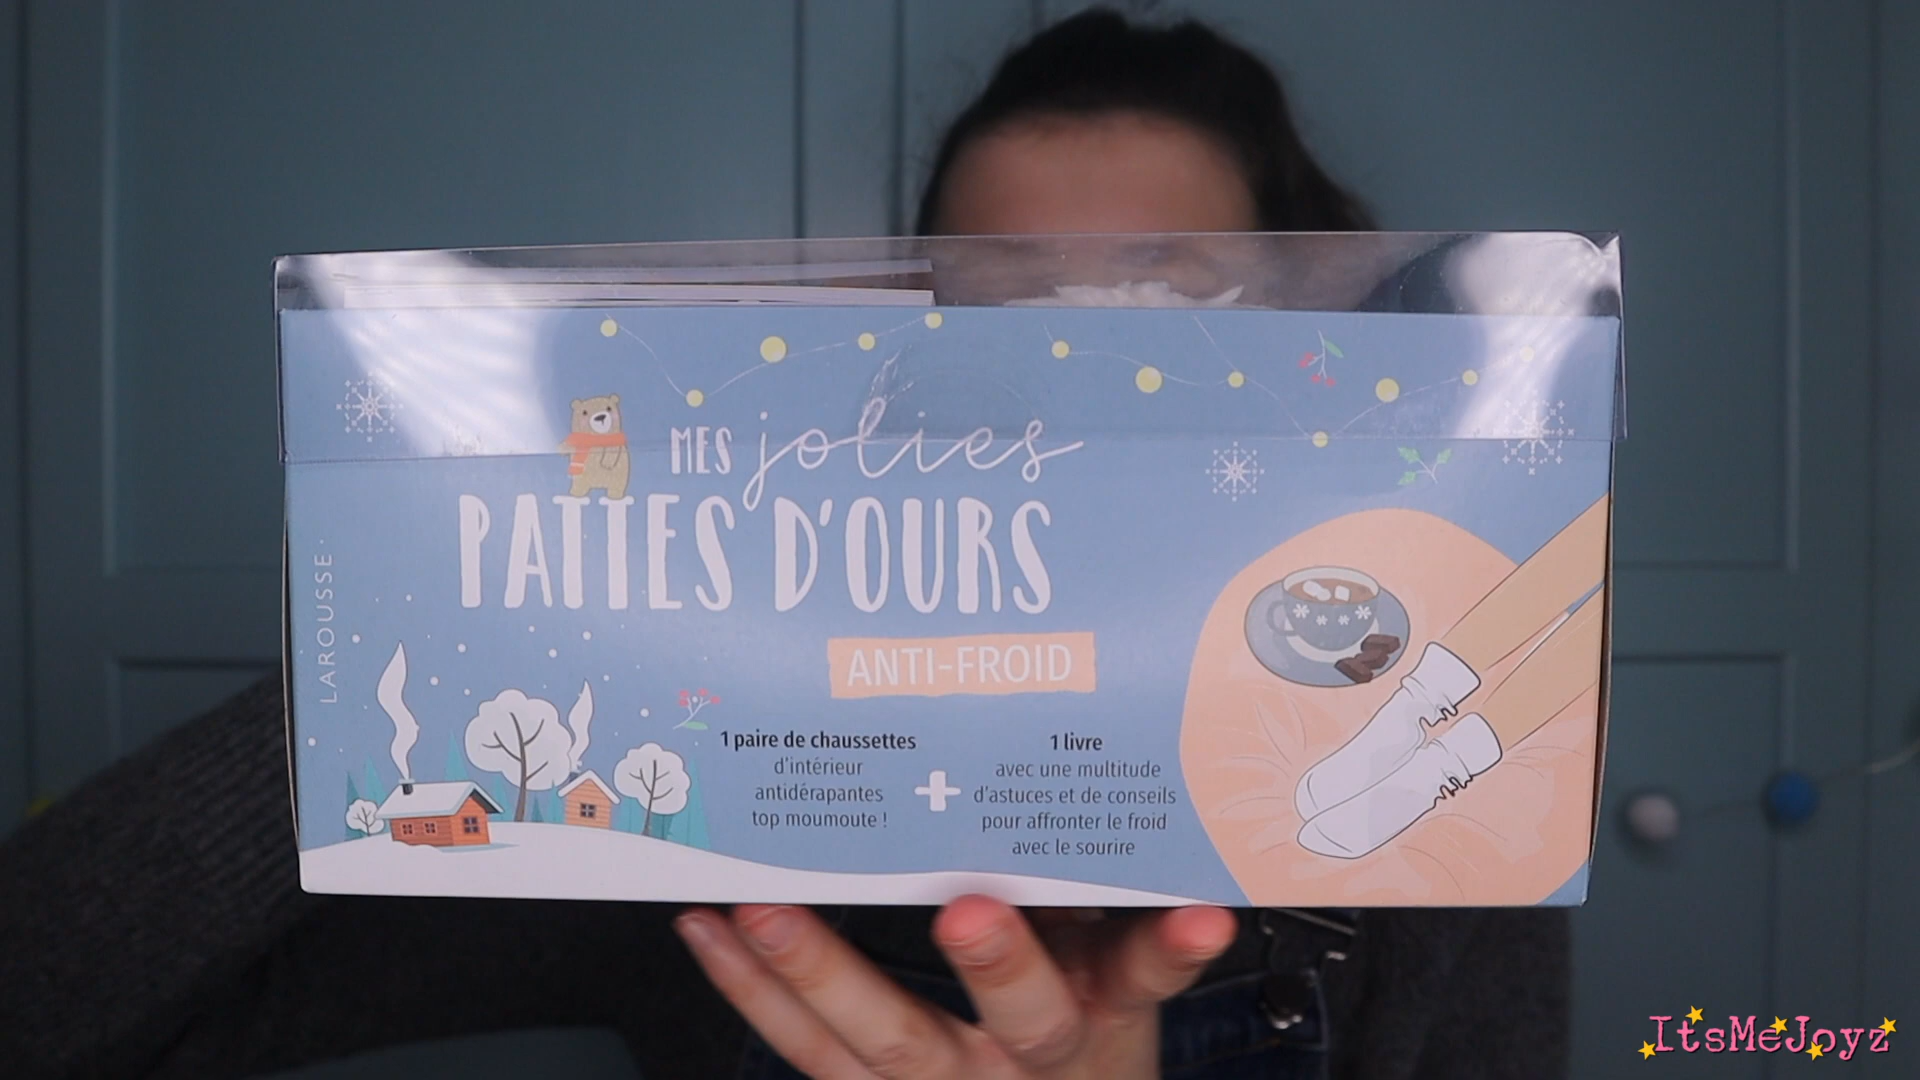 MES jolies
PATTES D'OURS
ANTI-FROID
LAROUSSE
1 paire de chaussettes
d'intérieur
antidérapantes
top moumoute !
+
1 livre
avec une multitude
d'astuces et de conseils
pour affronter le froid
avec le sourire
ItsMeJoyz